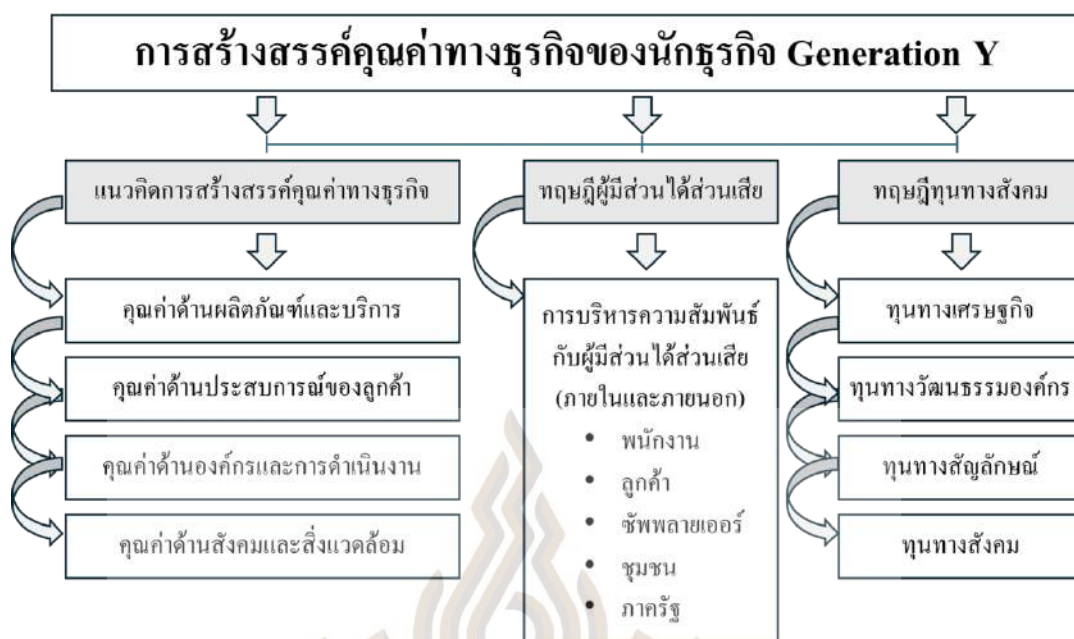 การสร้างสรรค์คุณค่าทางธุรกิจของนักธุรกิจ Generation Y
แนวคิดการสร้างสรรค์คุณค่าทางธุรกิจ
คุณค่าด้านผลิตภัณฑ์และบริการ
คุณค่าด้านประสบการณ์ของลูกค้า
คุณค่าด้านองค์กรและการดำเนินงาน
คุณค่าด้านสังคมและสิ่งแวดล้อม
ทฤษฎีผู้มีส่วนได้ส่วนเสีย
การบริหารความสัมพันธ์
กับผู้มีส่วนได้ส่วนเสีย
(ภายในและภายนอก)
• พนักงาน
• ลูกค้า
• ซัพพลายเออร์
• ชุมชน
• ภาครัฐ
ทฤษฎีทุนทางสังคม
ทุนทางเศรษฐกิจ
ทุนทางวัฒนธรรมองค์กร
ทุนทางสัญลักษณ์
ทุนทางสังคม